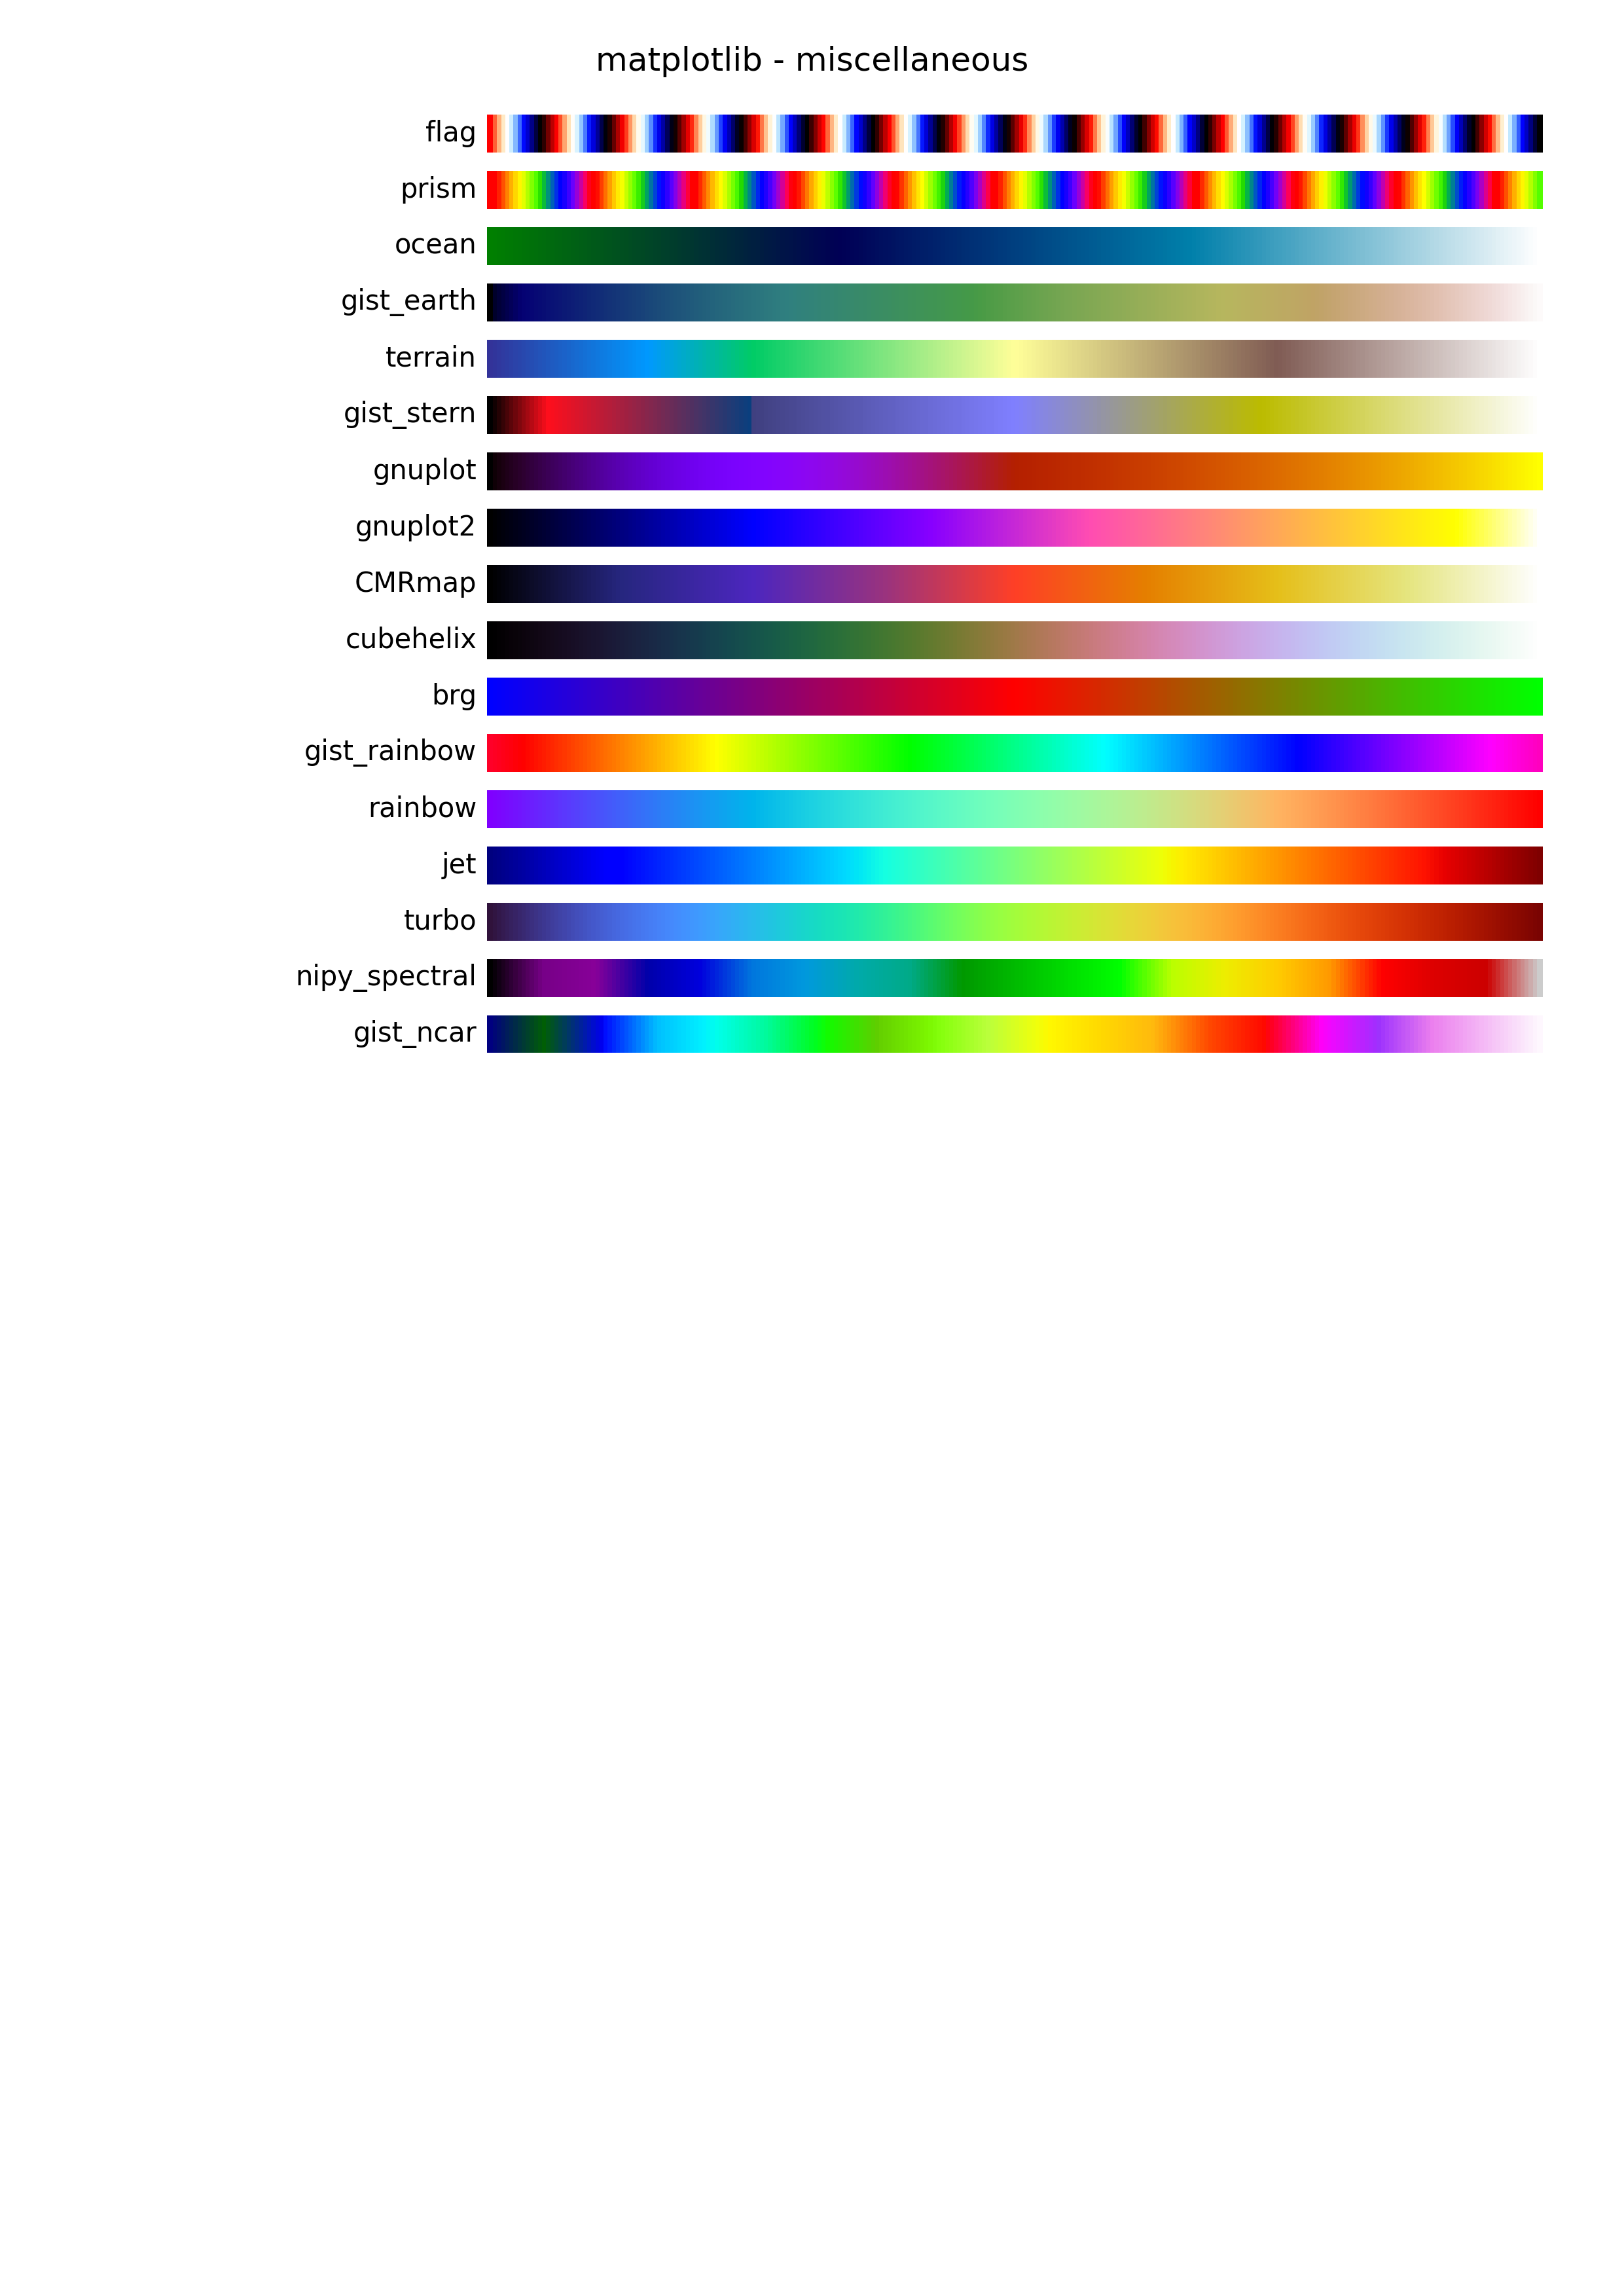 matplotlib - miscellaneous
flag
prism
ocean
gist_earth
terrain
gist_stern
gnuplot
gnuplot2
CMRmap
cubehelix
brg
gist_rainbow
rainbow
jet
turbo
nipy_spectral
gist_ncar